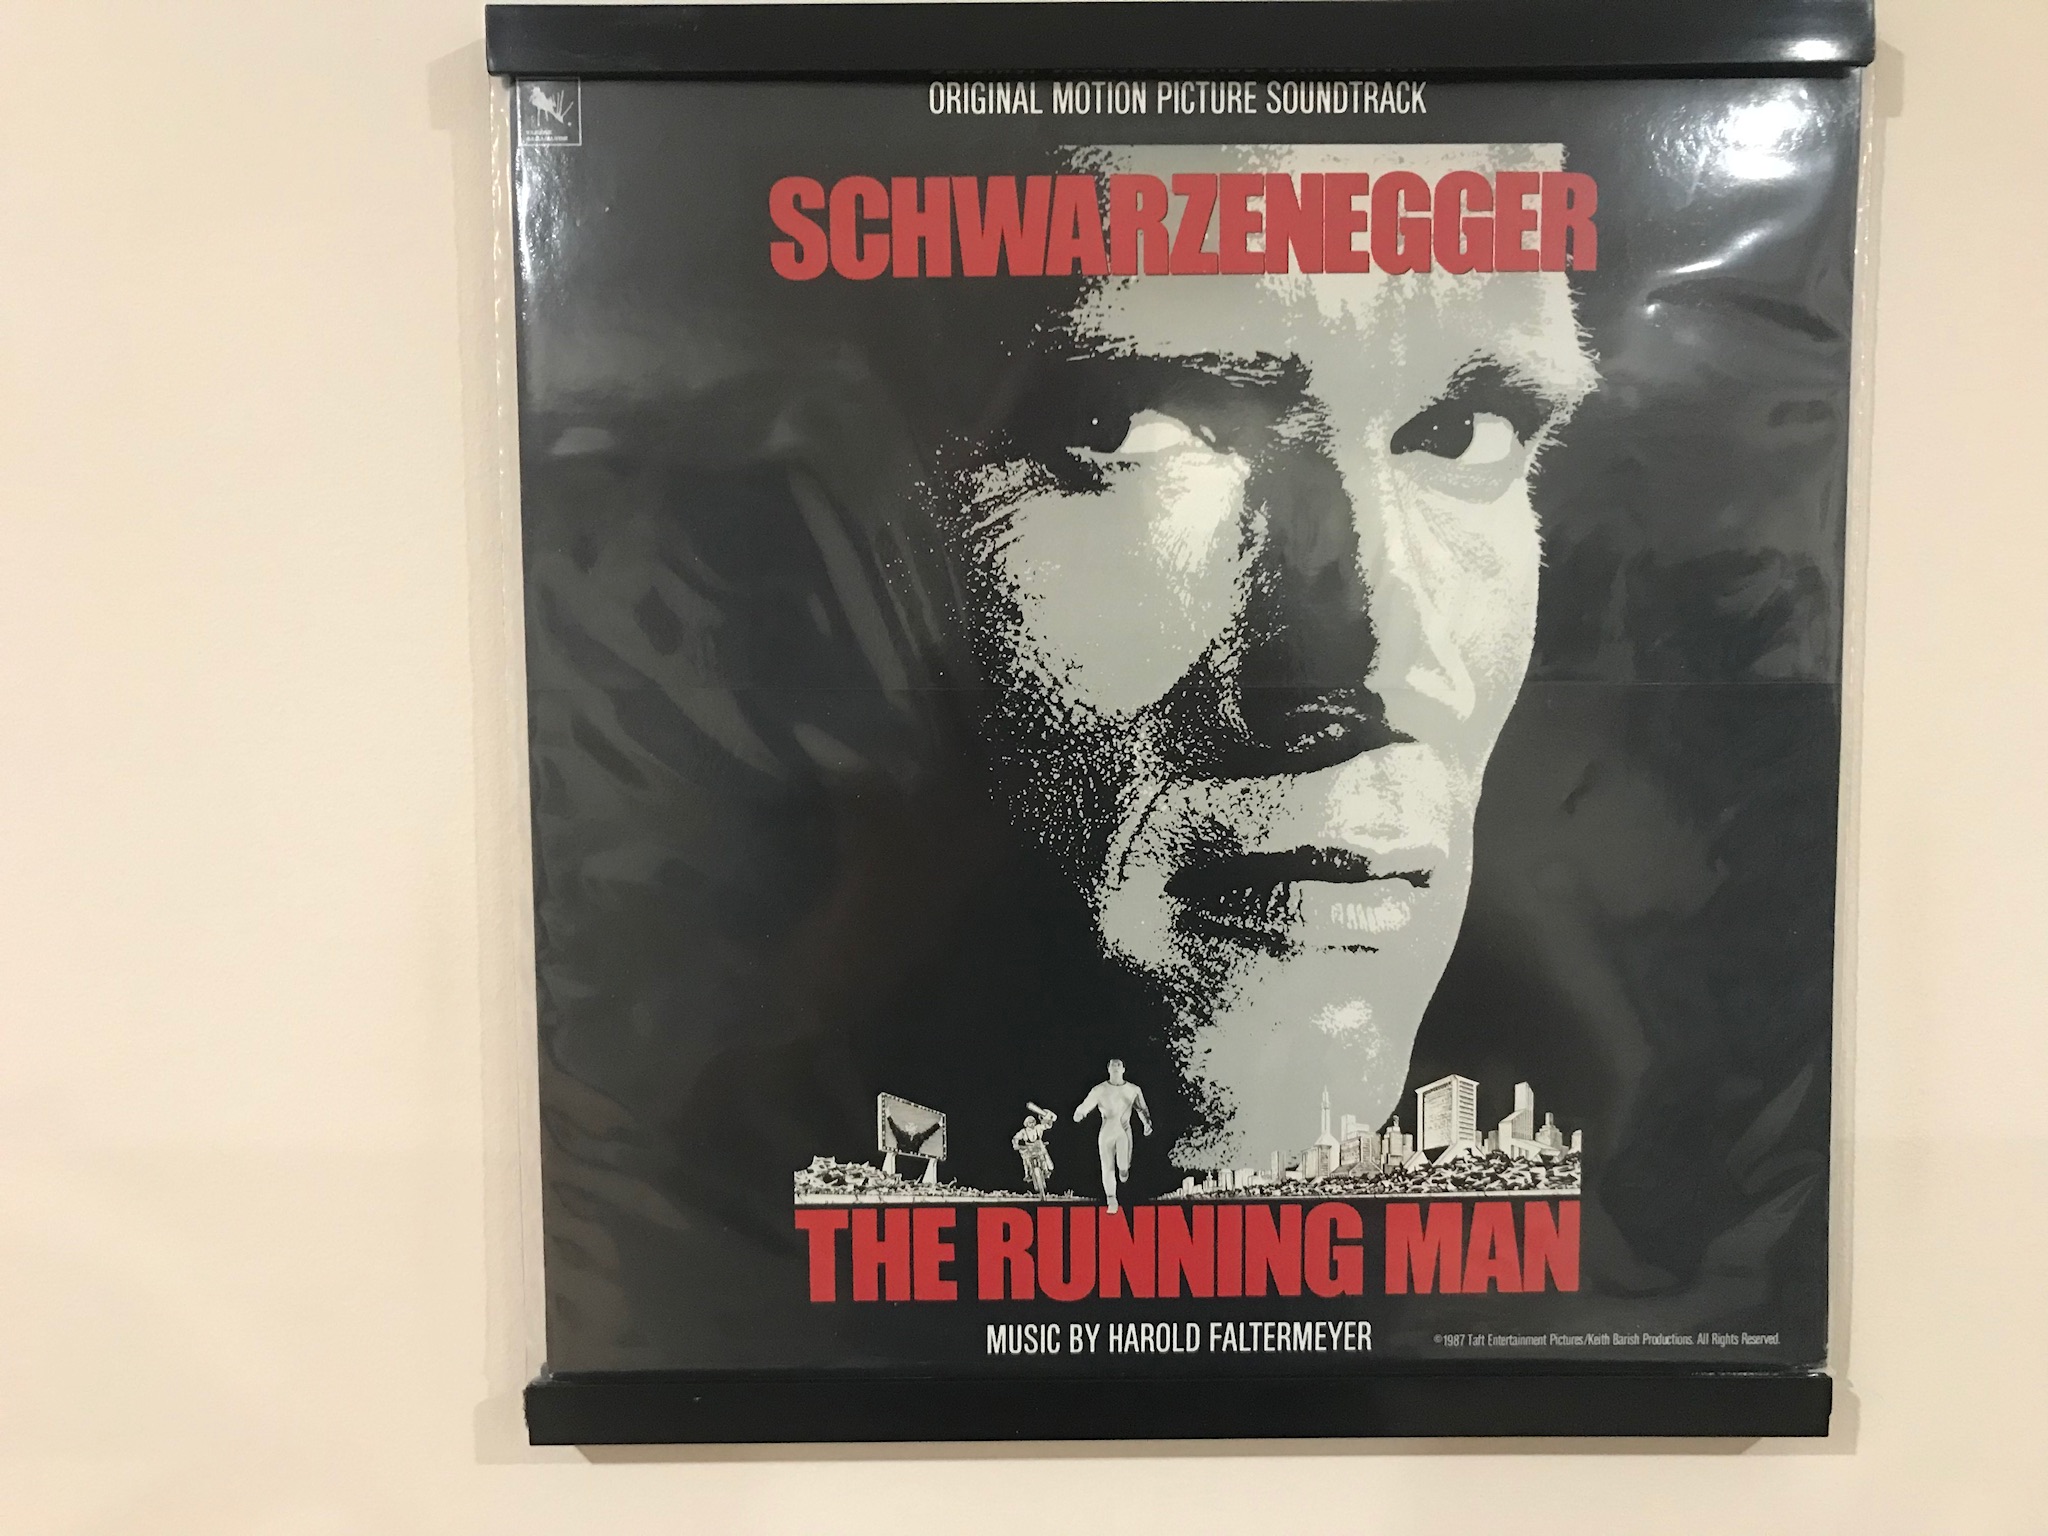 ORIGINAL MOTION PICTURE SOUNDTRACK
SCHWARZENEGGER
THE RUNNING MAN
MUSIC BY HAROLD FALTERMEYER
©1987 Taft Entertainment Pictures/Keith Barish Productions. All Rights Reserved.